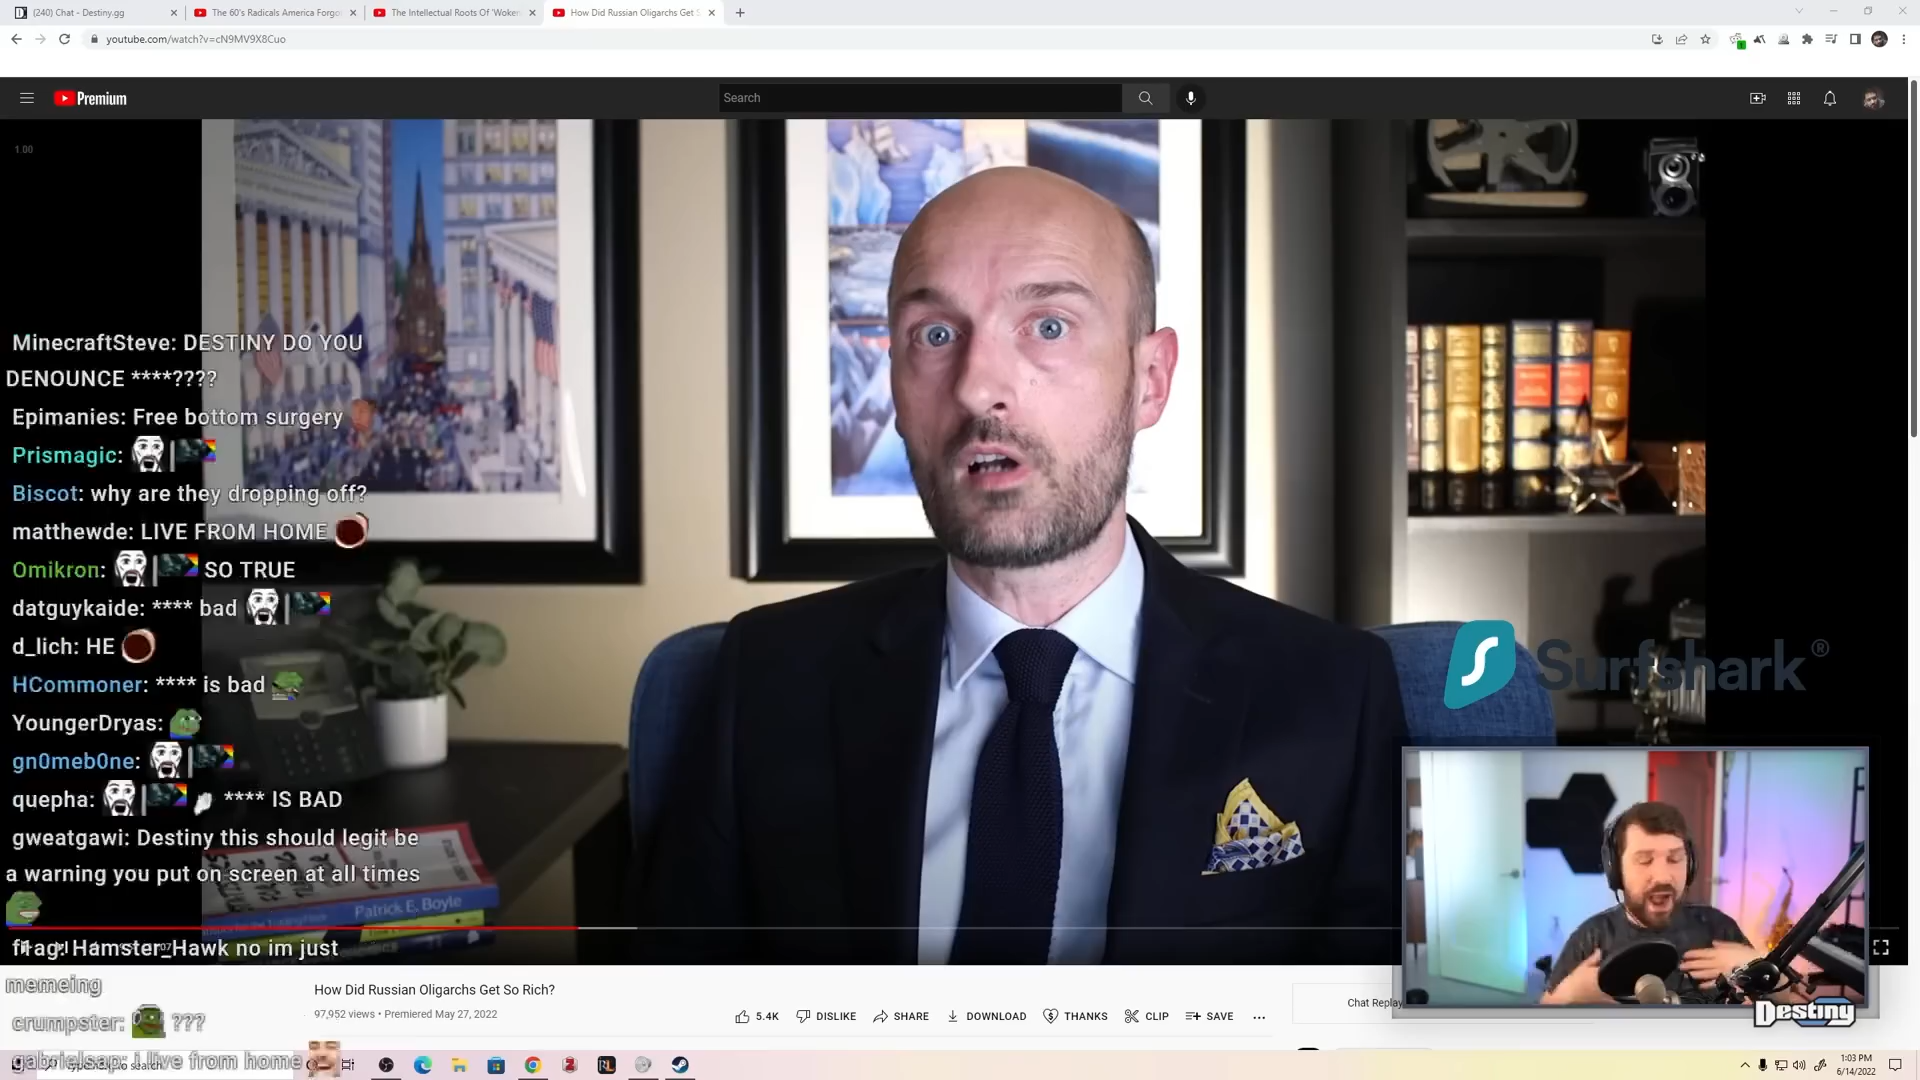 (240) Chat - Destiny.gg
The 60's Radicals America Forgo
The Intellectual Roots Of 'Woken
How Did Russian Oligarchs Get S
youtube.com/watch?v=cN9MV9X8Cuo
Premium
Search
1.00
MinecraftSteve: DESTINY DO YOU
DENOUNCE ****????
Epimanies: Free bottom surgery
Prismagic:
Biscot: why are they dropping off?
matthewde: LIVE FROM HOME
Omikron: SO TRUE
datguykaide: **** bad
d_lich: HE
HCommoner: **** is bad
YoungerDryas:
gn0meb0ne:
quepha: **** IS BAD
gweatgawi: Destiny this should legit be
a warning you put on screen at all times
Patrick E. Boyle
frag! Hamster_Hawk no im just
memeing
crumpster: ???
gabrielsap: i live from home
Surfshark®
Destiny
How Did Russian Oligarchs Get So Rich?
97,952 views • Premiered May 27, 2022
5.4K
DISLIKE
SHARE
DOWNLOAD
THANKS
CLIP
SAVE
Chat Replay
1:03 PM
6/14/2022